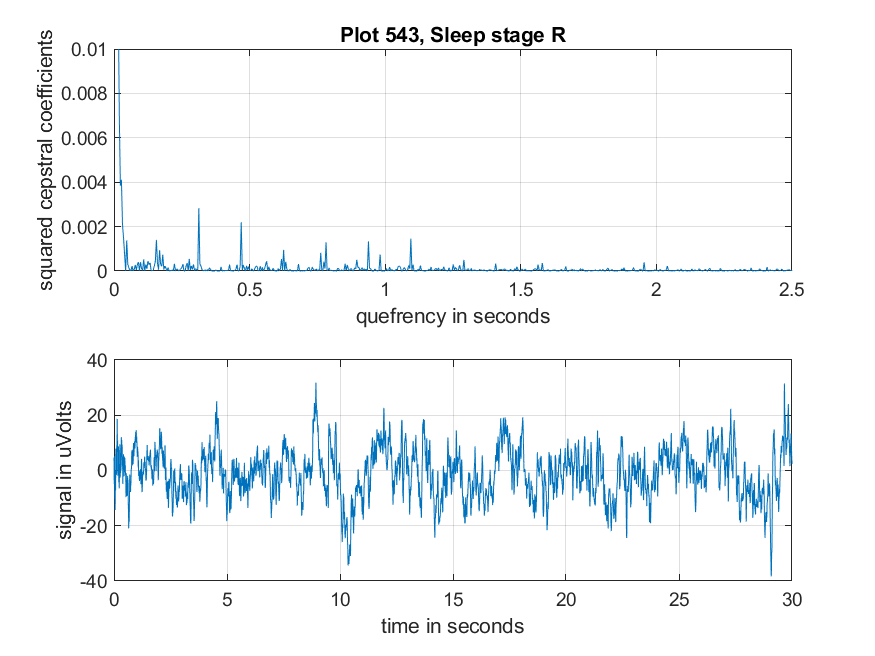 Plot 543, Sleep stage R
squared cepstral coefficients
0.01
0.008
0.006
0.004
0.002
0
0 0.5 1 1.5 2 2.5
quefrency in seconds
signal in uVolts
40
20
0
-20
-40
0 5 10 15 20 25 30
time in seconds